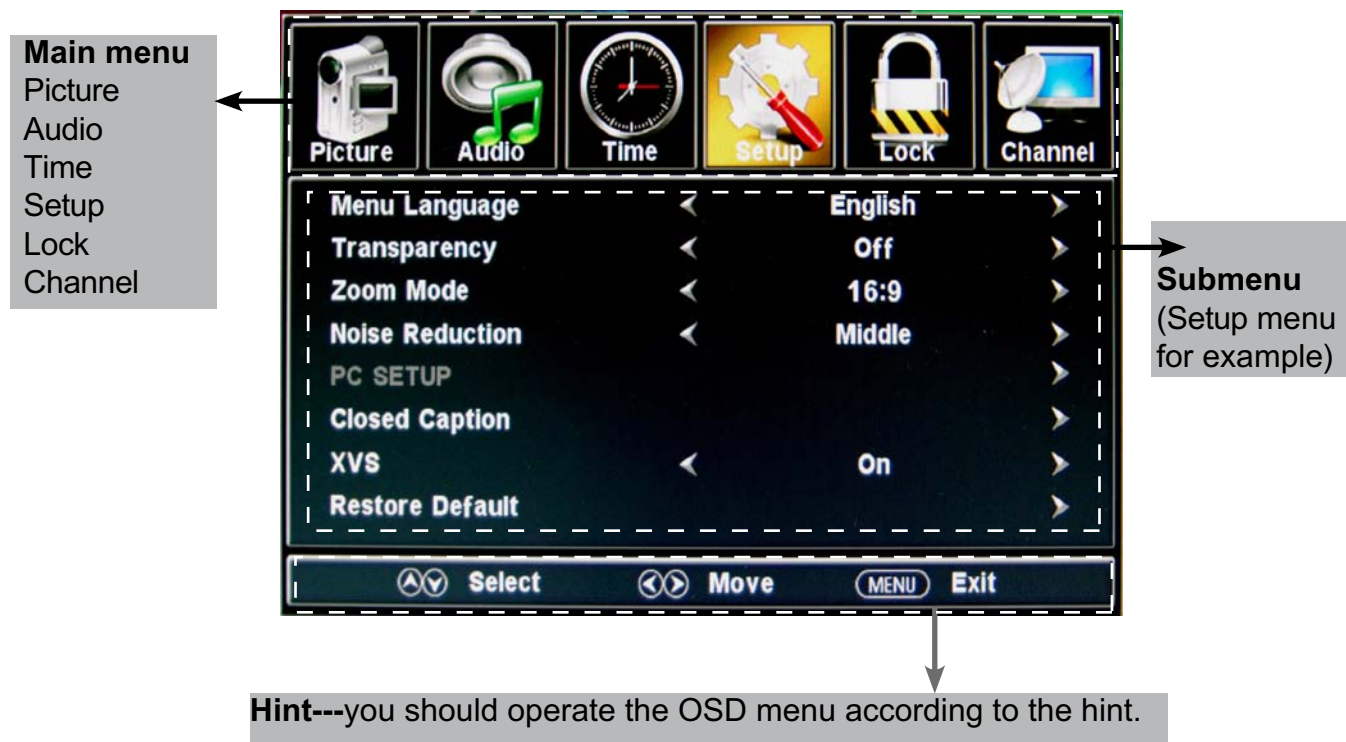 Main menu
Picture
Audio
Time
Setup
Lock
Channel
Picture Audio Time Setup Lock Channel
Menu Language English
Transparency Off
Zoom Mode 16:9
Noise Reduction Middle
PC SETUP
Closed Caption
XVS On
Restore Default
Select Move MENU Exit
Submenu
(Setup menu
for example)
Hint---you should operate the OSD menu according to the hint.